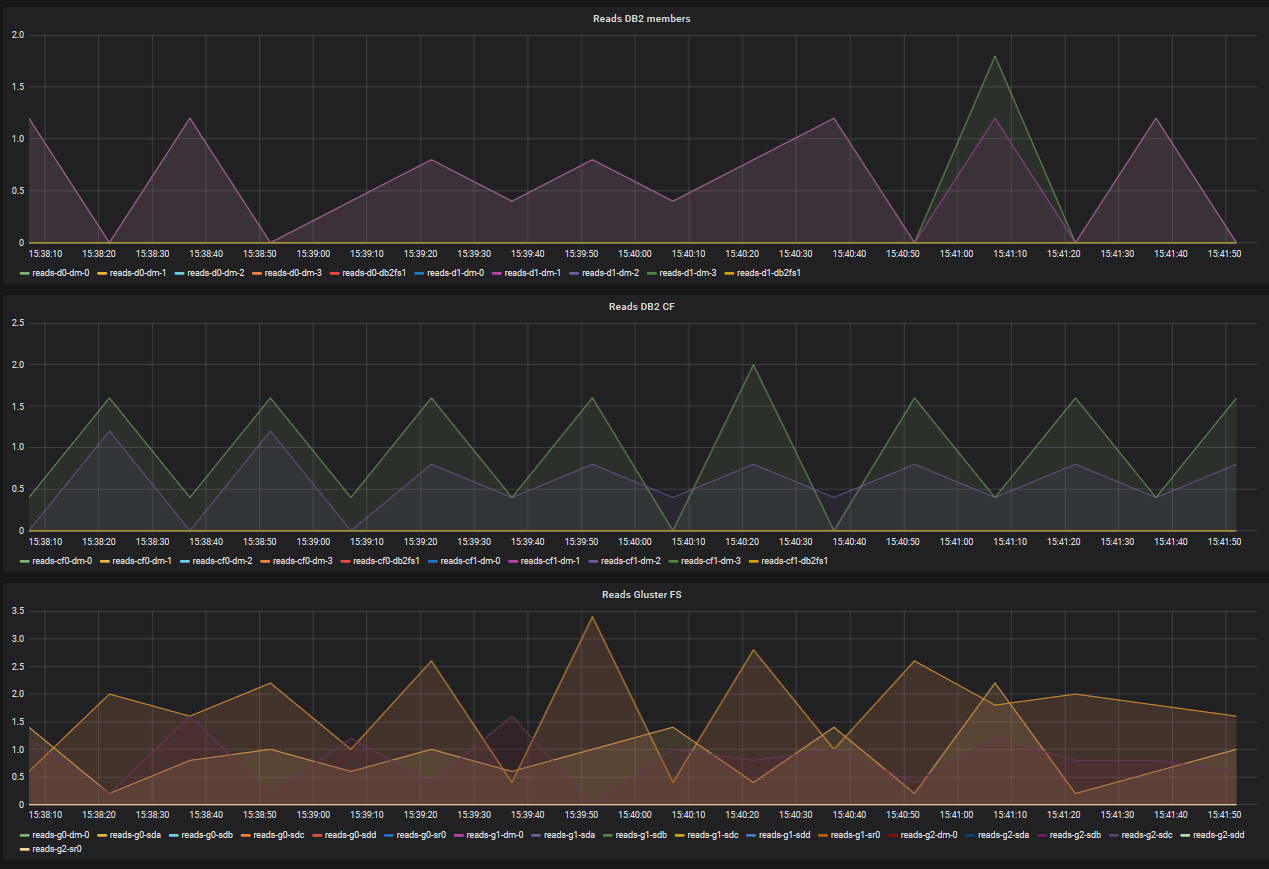 Reads DB2 members
2.0
1.5
1.0
0.5
0
15:38:10 15:38:20 15:38:30 15:38:40 15:38:50 15:39:00 15:39:10 15:39:20 15:39:30 15:39:40 15:39:50 15:40:00 15:40:10 15:40:20 15:40:30 15:40:40 15:40:50 15:41:00 15:41:10 15:41:20 15:41:30 15:41:40 15:41:50
reads-d0-dm-0 reads-d0-dm-1 reads-d0-dm-2 reads-d0-dm-3 reads-d0-db2fs1 reads-d1-dm-0 reads-d1-dm-1 reads-d1-dm-2 reads-d1-dm-3 reads-d1-db2fs1
Reads DB2 CF
2.5
2.0
1.5
1.0
0.5
0
15:38:10 15:38:20 15:38:30 15:38:40 15:38:50 15:39:00 15:39:10 15:39:20 15:39:30 15:39:40 15:39:50 15:40:00 15:40:10 15:40:20 15:40:30 15:40:40 15:40:50 15:41:00 15:41:10 15:41:20 15:41:30 15:41:40 15:41:50
reads-cf0-dm-0 reads-cf0-dm-1 reads-cf0-dm-2 reads-cf0-dm-3 reads-cf0-db2fs1 reads-cf1-dm-0 reads-cf1-dm-1 reads-cf1-dm-2 reads-cf1-dm-3 reads-cf1-db2fs1
Reads Gluster FS
3.5
3.0
2.5
2.0
1.5
1.0
0.5
0
15:38:10 15:38:20 15:38:30 15:38:40 15:38:50 15:39:00 15:39:10 15:39:20 15:39:30 15:39:40 15:39:50 15:40:00 15:40:10 15:40:20 15:40:30 15:40:40 15:40:50 15:41:00 15:41:10 15:41:20 15:41:30 15:41:40 15:41:50
reads-g0-dm-0 reads-g0-sda reads-g0-sdb reads-g0-sdc reads-g0-sdd reads-g0-sr0 reads-g1-dm-0 reads-g1-sda reads-g1-sdb reads-g1-sdc reads-g1-sdd reads-g1-sr0 reads-g2-dm-0 reads-g2-sda reads-g2-sdb reads-g2-sdc reads-g2-sdd
reads-g2-sr0